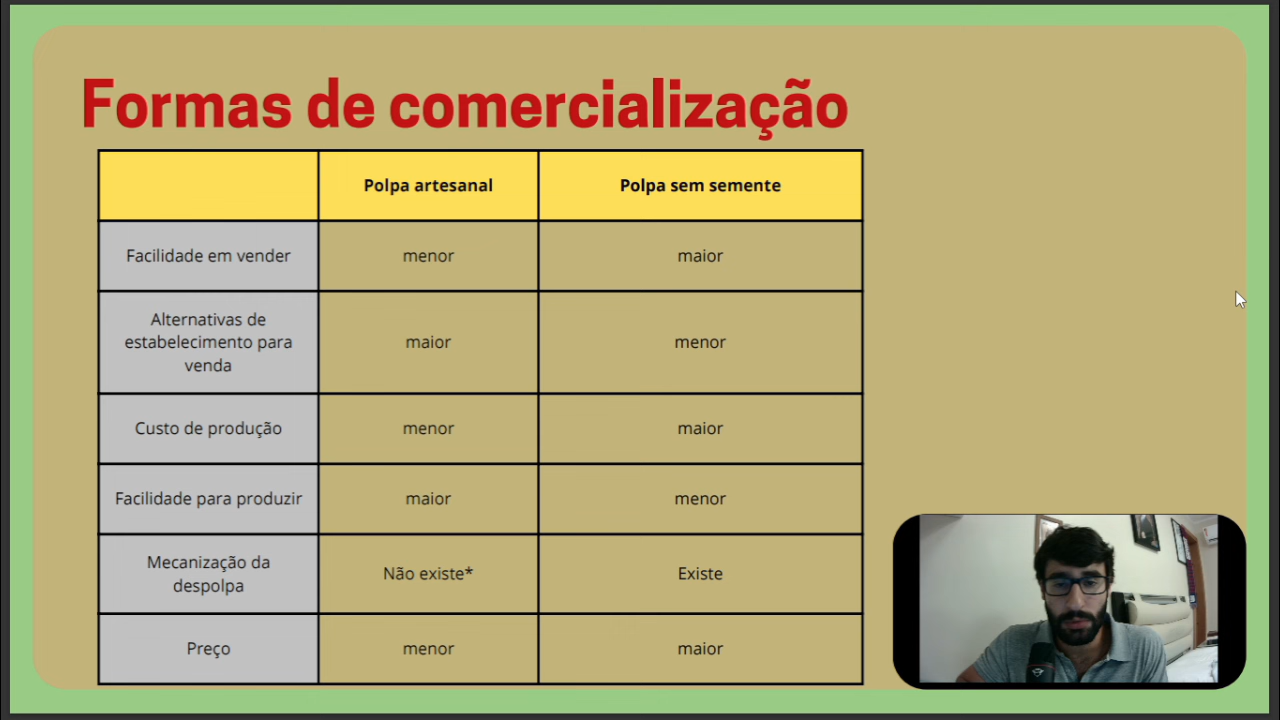 Formas de comercialização
Polpa artesanal
Polpa sem semente
Facilidade em vender
menor
maior
Alternativas de
estabelecimento para
venda
maior
menor
Custo de produção
menor
maior
Facilidade para produzir
maior
menor
Mecanização da
despolpa
Não existe*
Existe
Preço
menor
maior